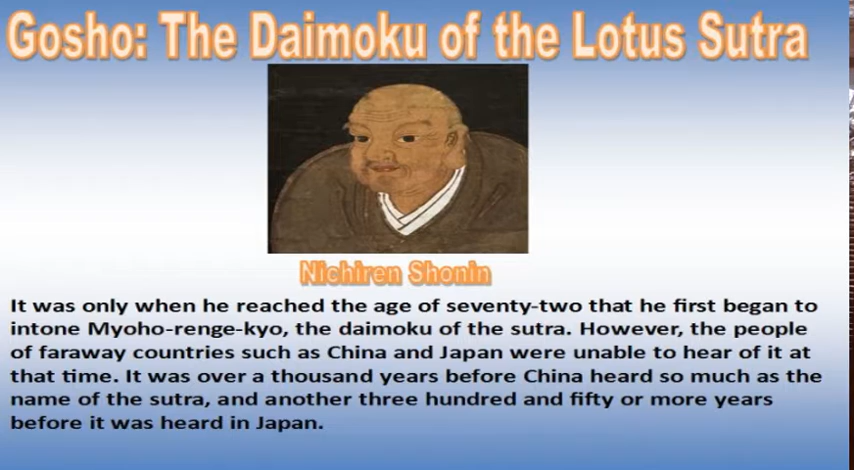 Gosho: The Daimoku of the Lotus Sutra
Nichiren Shonin
It was only when he reached the age of seventy-two that he first began to
intone Myoho-renge-kyo, the daimoku of the sutra. However, the people
of faraway countries such as China and Japan were unable to hear of it at
that time. It was over a thousand years before China heard so much as the
name of the sutra, and another three hundred and fifty or more years
before it was heard in Japan.